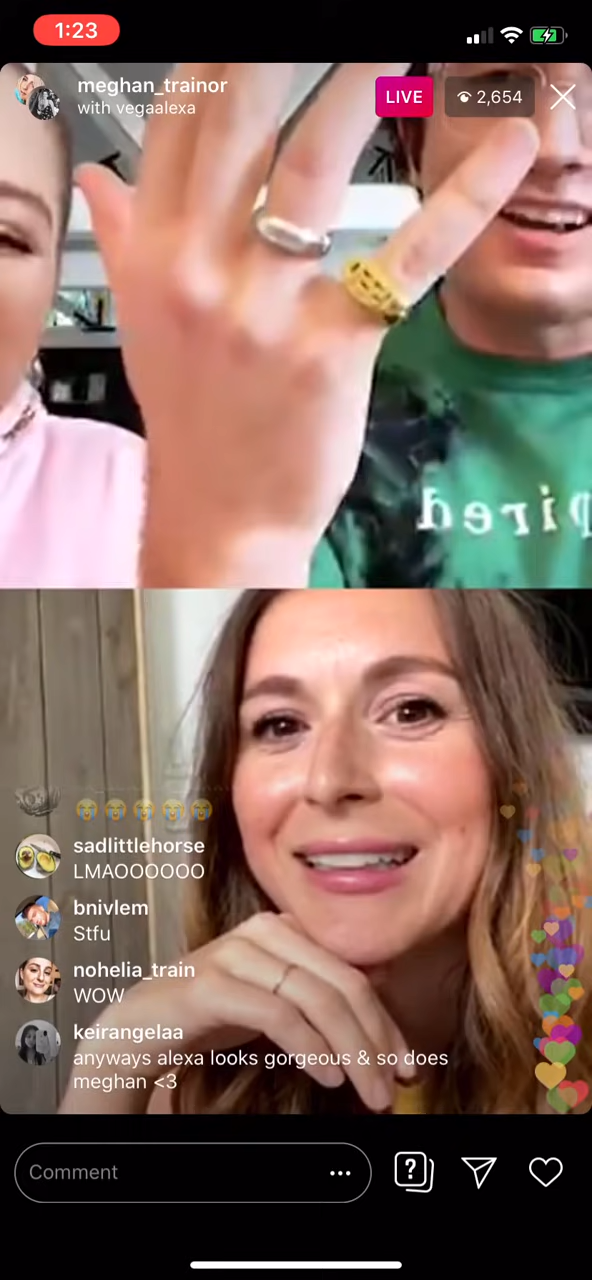 1:23
meghan_trainor
with vegaalexa
LIVE
2,654
pired
sadlittlehorse
LMAOOOOOO
bnivlem
Stfu
nohelia_train
WOW
keirangelaa
anyways alexa looks gorgeous & so does
meghan <3
Comment